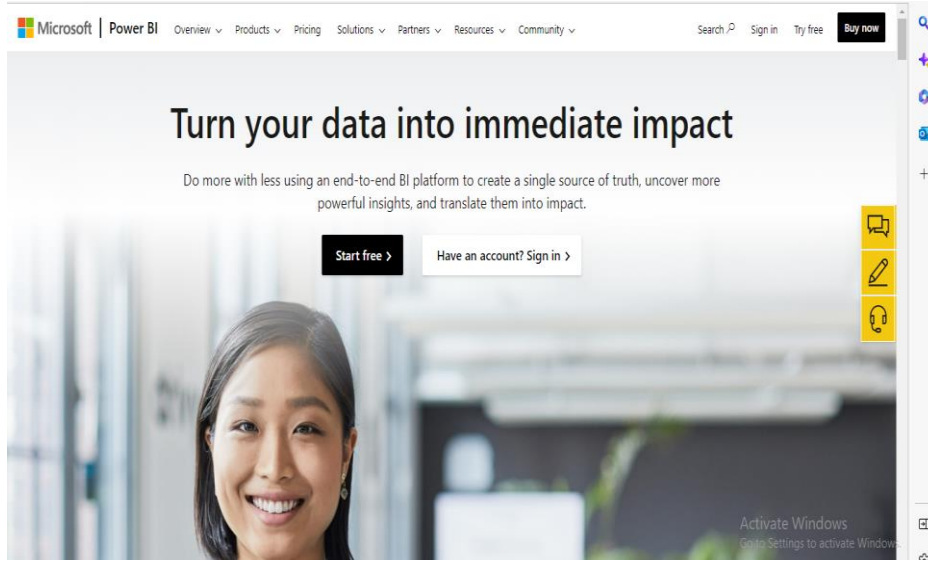 Microsoft | Power BI Overview Products Pricing Solutions Partners Resources Community Search Sign in Try free Buy now
Turn your data into immediate impact
Do more with less using an end-to-end BI platform to create a single source of truth, uncover more
powerful insights, and translate them into impact.
Start free > Have an account? Sign in >
Activate Windows
Go to Settings to activate Windows.